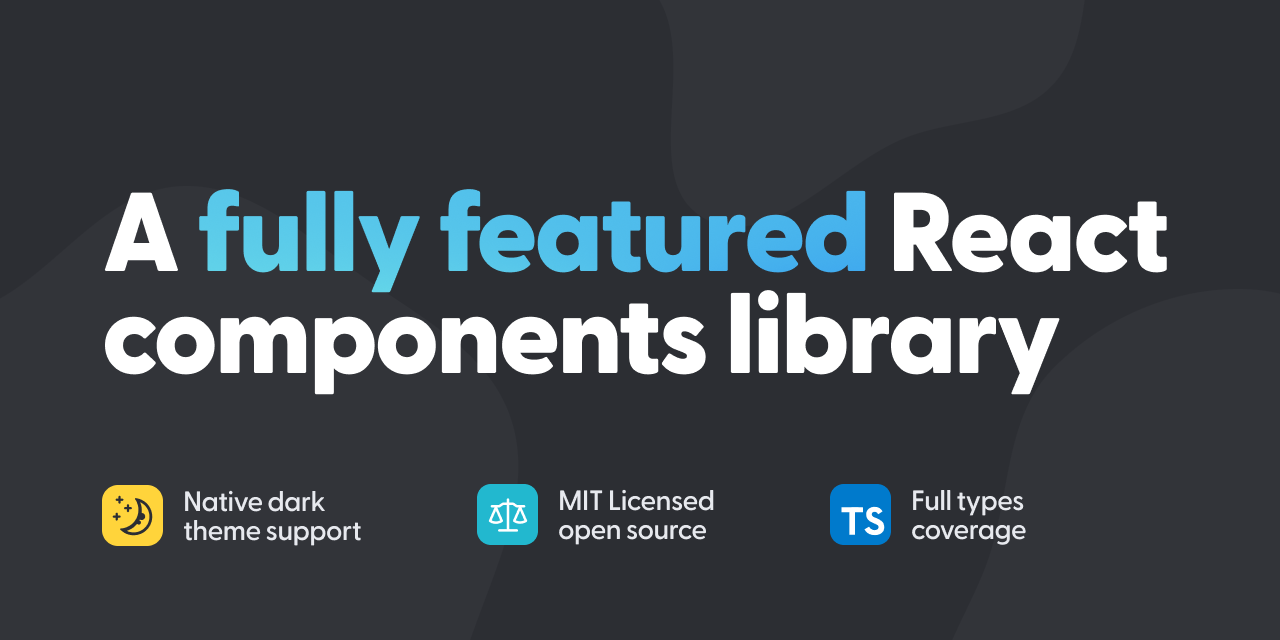 A fully featured React
components library
Native dark
theme support
MIT Licensed
open source
TS
Full types
coverage